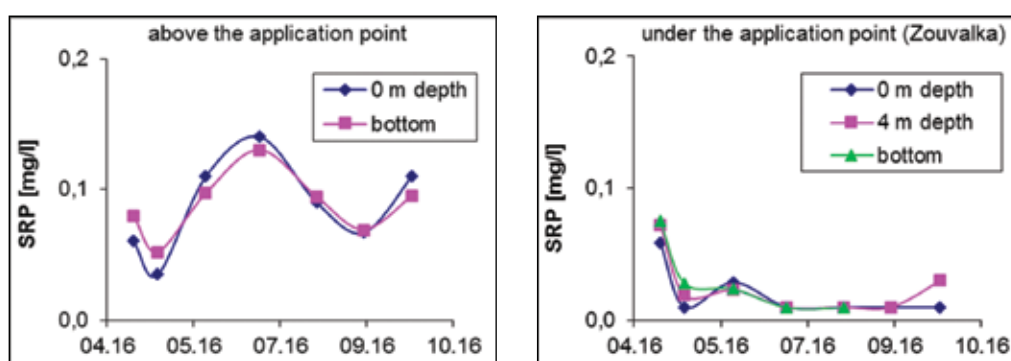 above the application point
0,2
0 m depth
bottom
SRP [mg/l]
0,1
0,0
04.16 05.16 07.16 09.16 10.16
under the application point (Zouvalka)
0,2
0 m depth
4 m depth
bottom
SRP [mg/l]
0,1
0,0
04.16 05.16 07.16 09.16 10.16